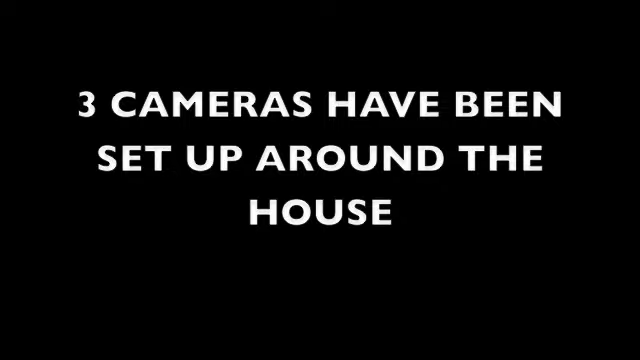 3 CAMERAS HAVE BEEN
SET UP AROUND THE
HOUSE